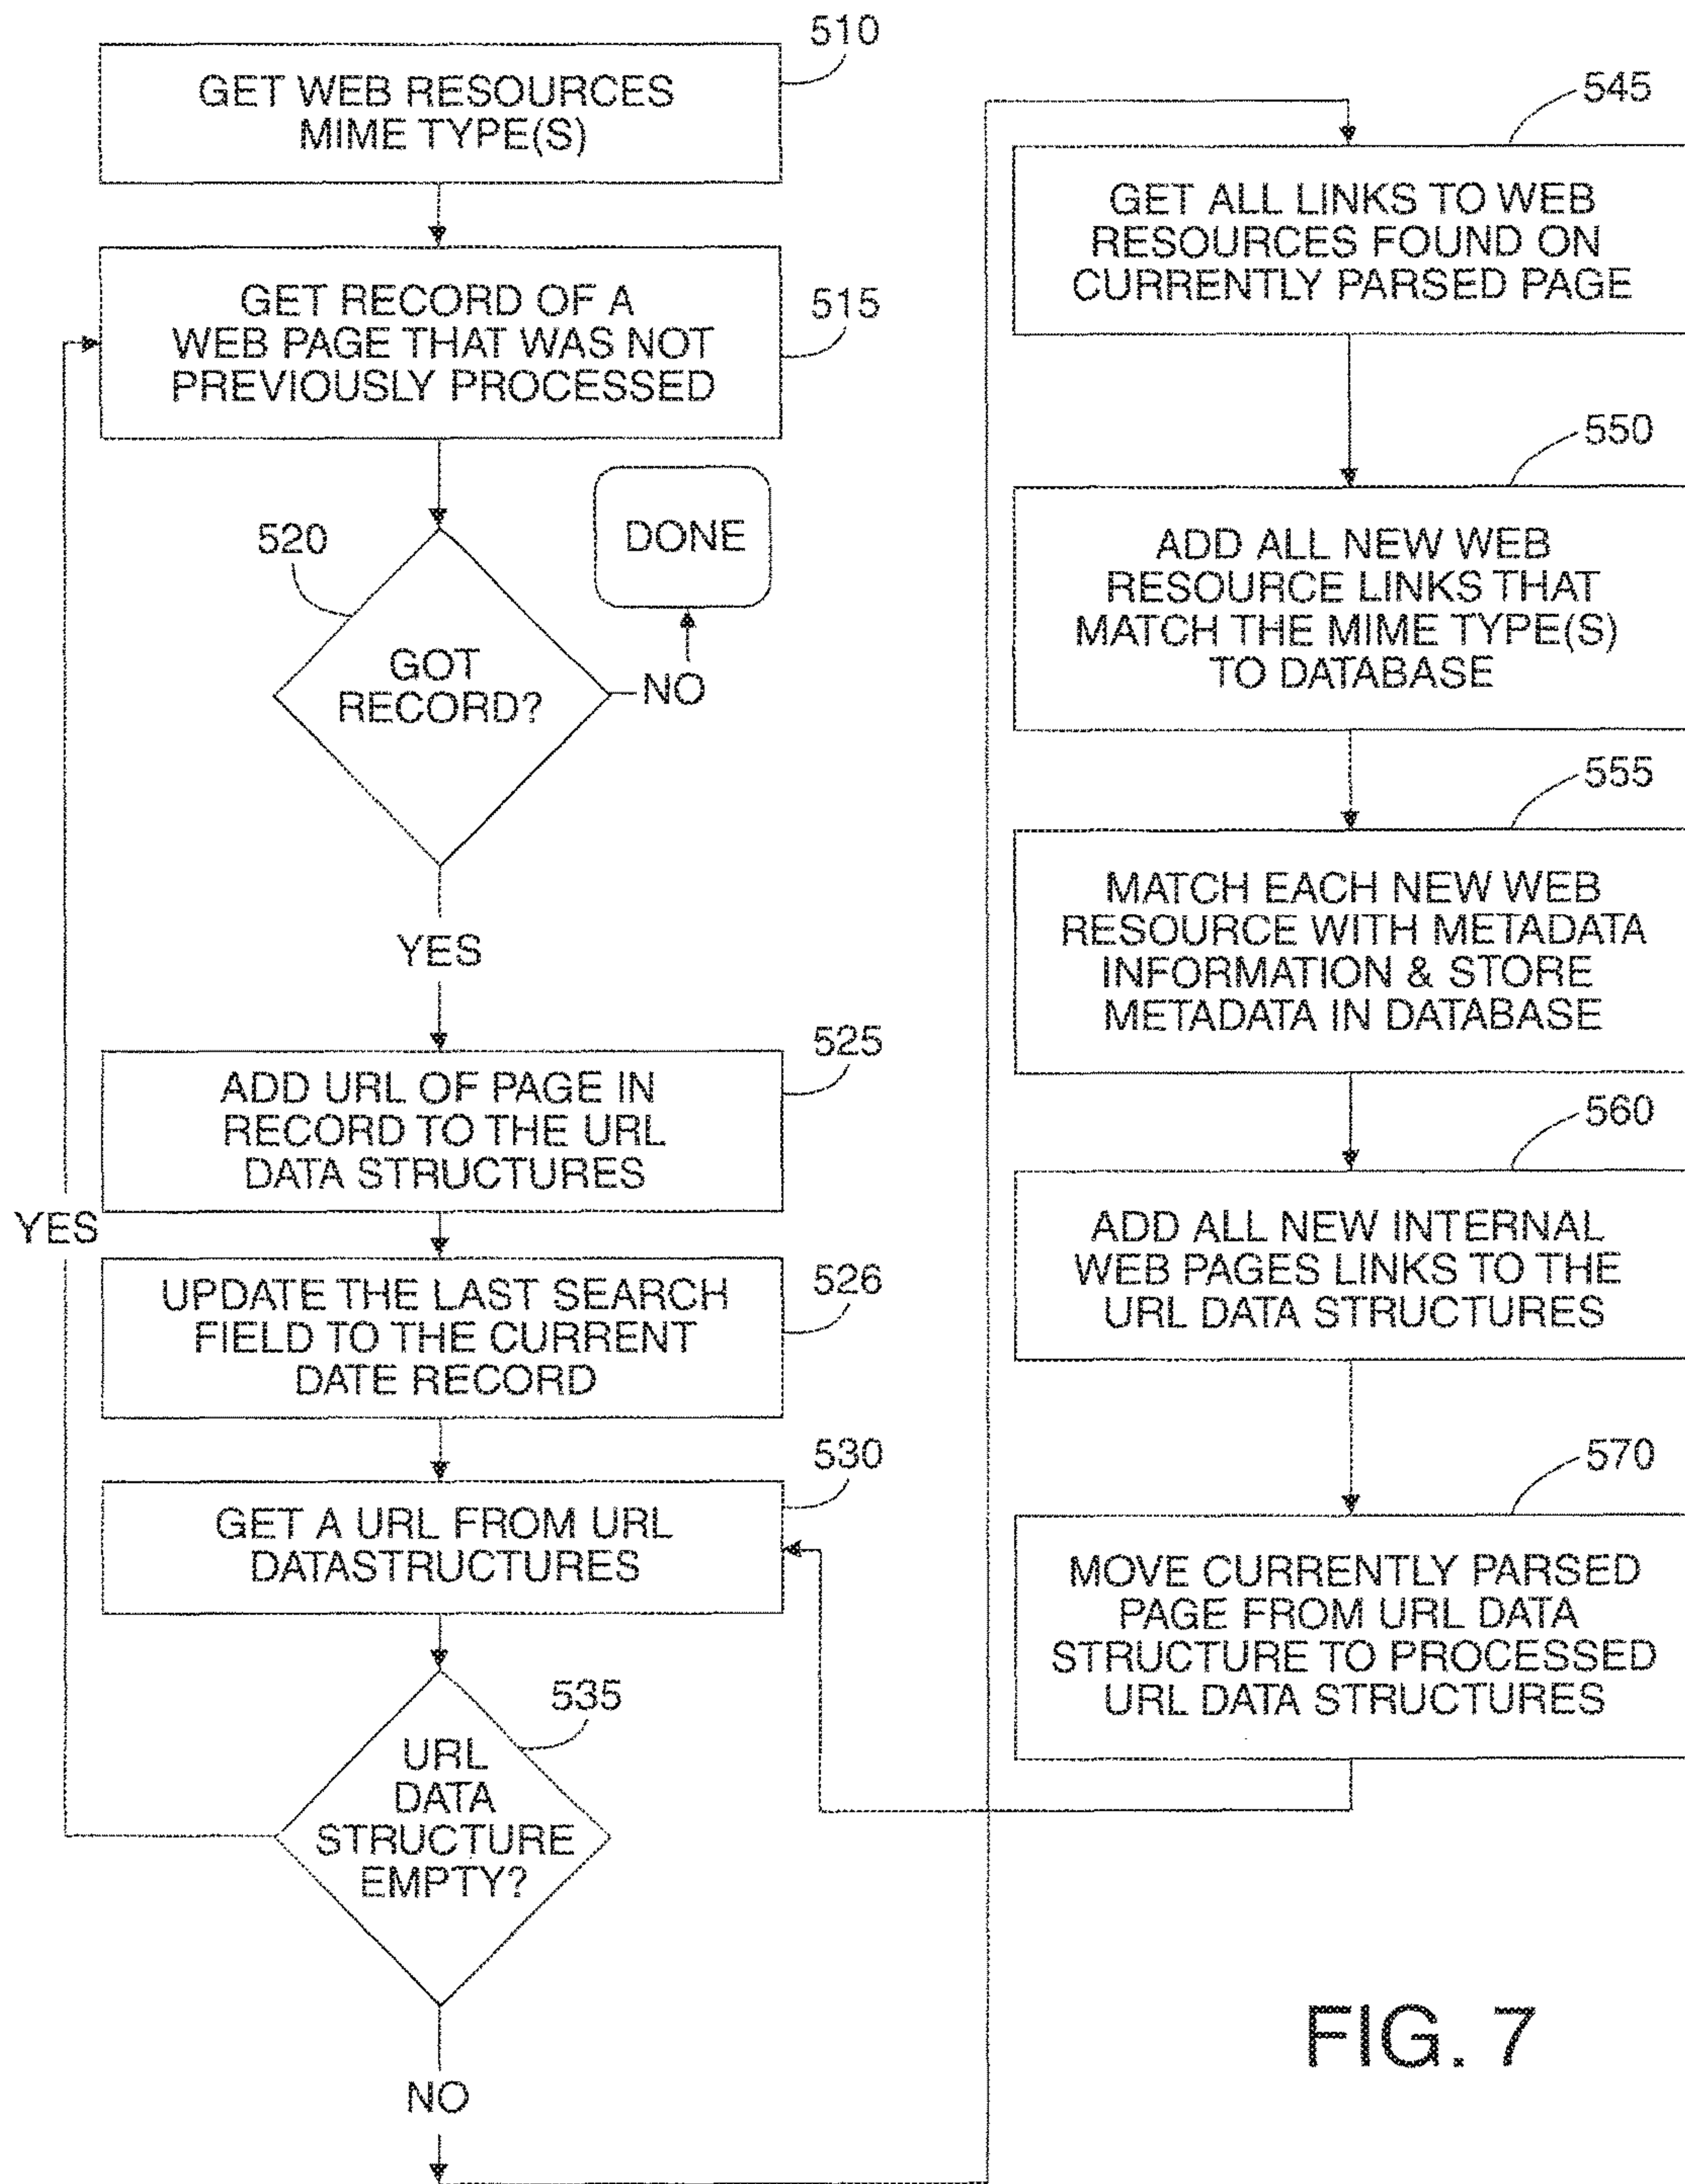 510
GET WEB RESOURCES
MIME TYPE(S)
515
GET RECORD OF A
WEB PAGE THAT WAS NOT
PREVIOUSLY PROCESSED
520
GOT
RECORD?
NO
DONE
YES
525
ADD URL OF PAGE IN
RECORD TO THE URL
DATA STRUCTURES
YES
526
UPDATE THE LAST SEARCH
FIELD TO THE CURRENT
DATE RECORD
530
GET A URL FROM URL
DATASTRUCTURES
535
URL
DATA
STRUCTURE
EMPTY?
NO
545
GET ALL LINKS TO WEB
RESOURCES FOUND ON
CURRENTLY PARSED PAGE
550
ADD ALL NEW WEB
RESOURCE LINKS THAT
MATCH THE MIME TYPE(S)
TO DATABASE
555
MATCH EACH NEW WEB
RESOURCE WITH METADATA
INFORMATION & STORE
METADATA IN DATABASE
560
ADD ALL NEW INTERNAL
WEB PAGES LINKS TO THE
URL DATA STRUCTURES
570
MOVE CURRENTLY PARSED
PAGE FROM URL DATA
STRUCTURE TO PROCESSED
URL DATA STRUCTURES
FIG. 7